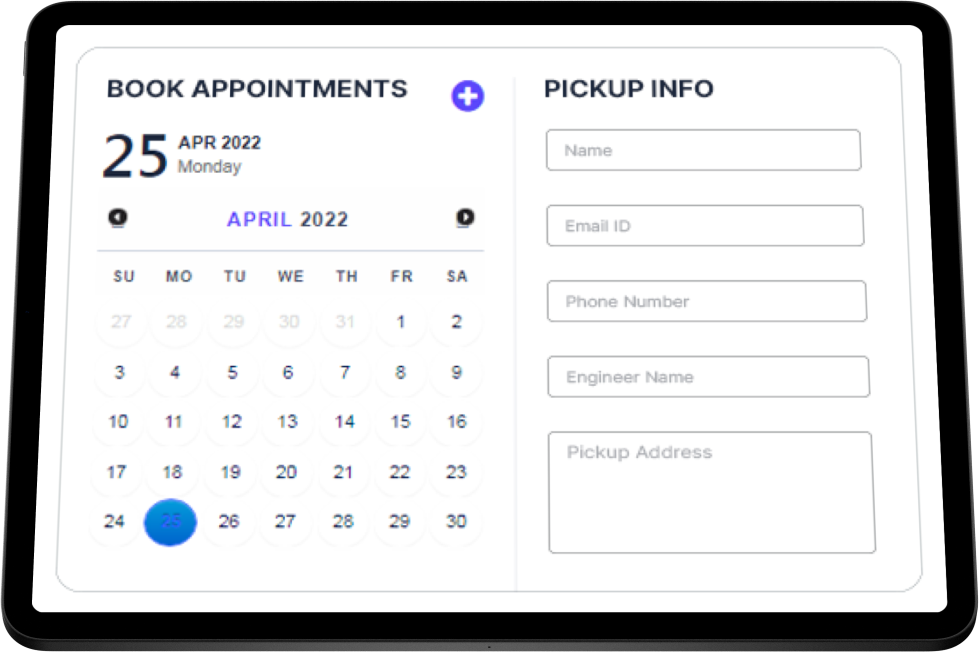 BOOK APPOINTMENTS
25
APR 2022
Monday
APRIL 2022
SU MO TU WE TH FR SA
27 28 29 30 31 1 2
3 4 5 6 7 8 9
10 11 12 13 14 15 16
17 18 19 20 21 22 23
24 25 26 27 28 29 30
PICKUP INFO
Name
Email ID
Phone Number
Engineer Name
Pickup Address